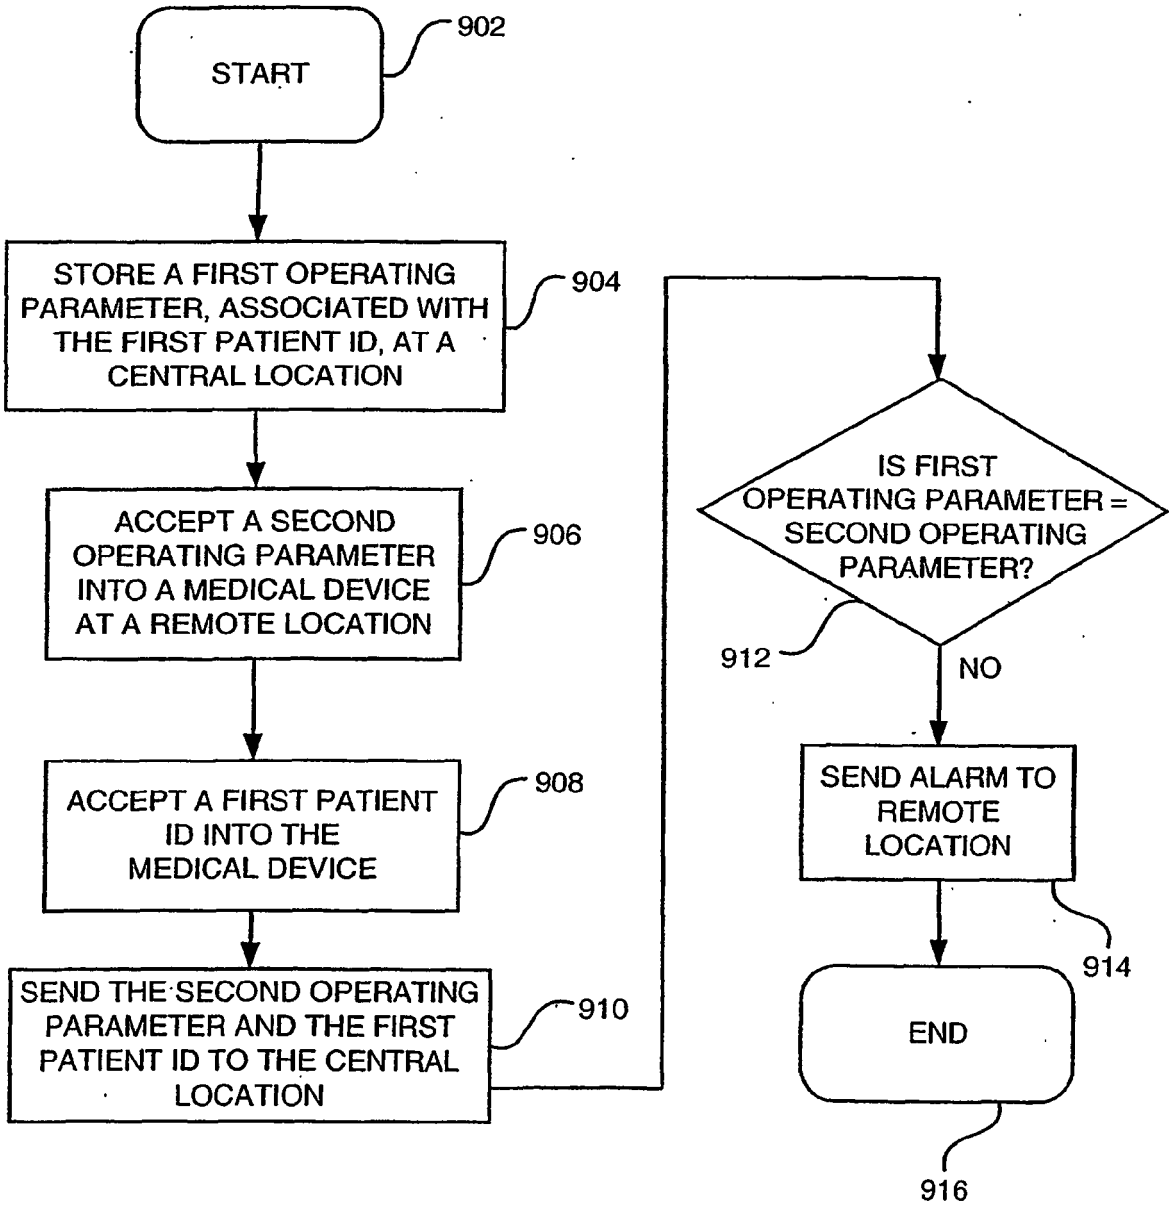 START
902
STORE A FIRST OPERATING
PARAMETER, ASSOCIATED WITH
THE FIRST PATIENT ID, AT A
CENTRAL LOCATION
904
ACCEPT A SECOND
OPERATING PARAMETER
INTO A MEDICAL DEVICE
AT A REMOTE LOCATION
906
ACCEPT A FIRST PATIENT
ID INTO THE
MEDICAL DEVICE
908
SEND THE SECOND OPERATING
PARAMETER AND THE FIRST
PATIENT ID TO THE CENTRAL
LOCATION
910
IS FIRST
OPERATING PARAMETER =
SECOND OPERATING
PARAMETER?
912
NO
SEND ALARM TO
REMOTE
LOCATION
914
END
916